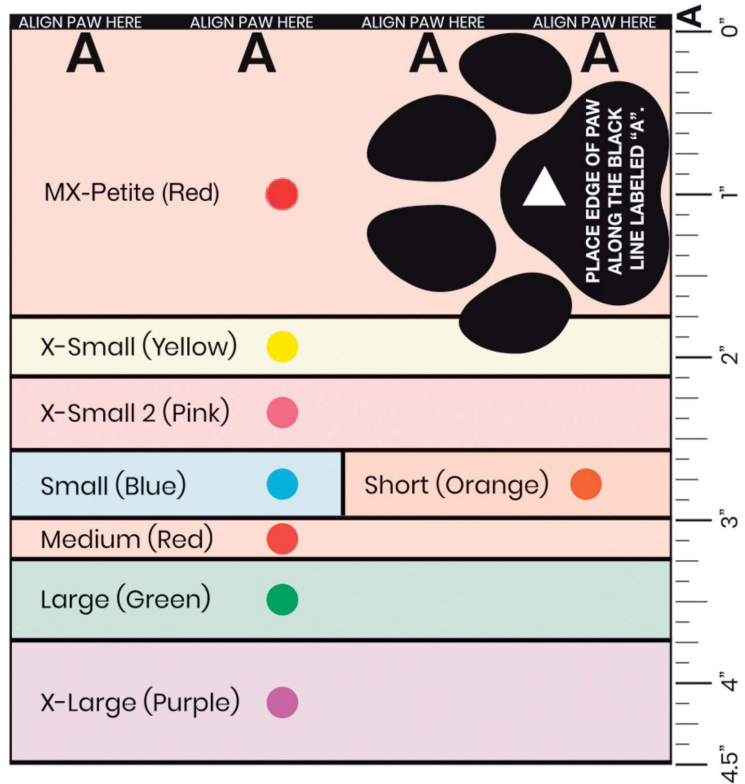 ALIGN PAW HERE ALIGN PAW HERE ALIGN PAW HERE ALIGN PAW HERE
A A A A
A
0"
PLACE EDGE OF PAW
ALONG THE BLACK
LINE LABELED “A”.
MX-Petite (Red)
1"
X-Small (Yellow)
2"
X-Small 2 (Pink)
Small (Blue)
Short (Orange)
3"
Medium (Red)
Large (Green)
4"
X-Large (Purple)
4.5"